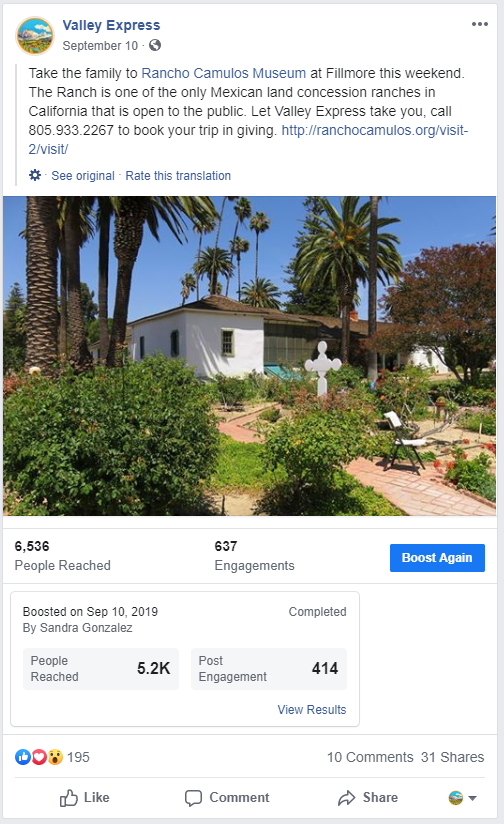 Valley Express
September 10 ·
Take the family to Rancho Camulos Museum at Fillmore this weekend.
The Ranch is one of the only Mexican land concession ranches in
California that is open to the public. Let Valley Express take you, call
805.933.2267 to book your trip in giving. http://ranchocamulos.org/visit-
2/visit/
· See original · Rate this translation
6,536
People Reached
637
Engagements
Boost Again
Boosted on Sep 10, 2019
Completed
By Sandra Gonzalez
People
Reached
5.2K
Post
Engagement
414
View Results
195
10 Comments 31 Shares
Like
Comment
Share